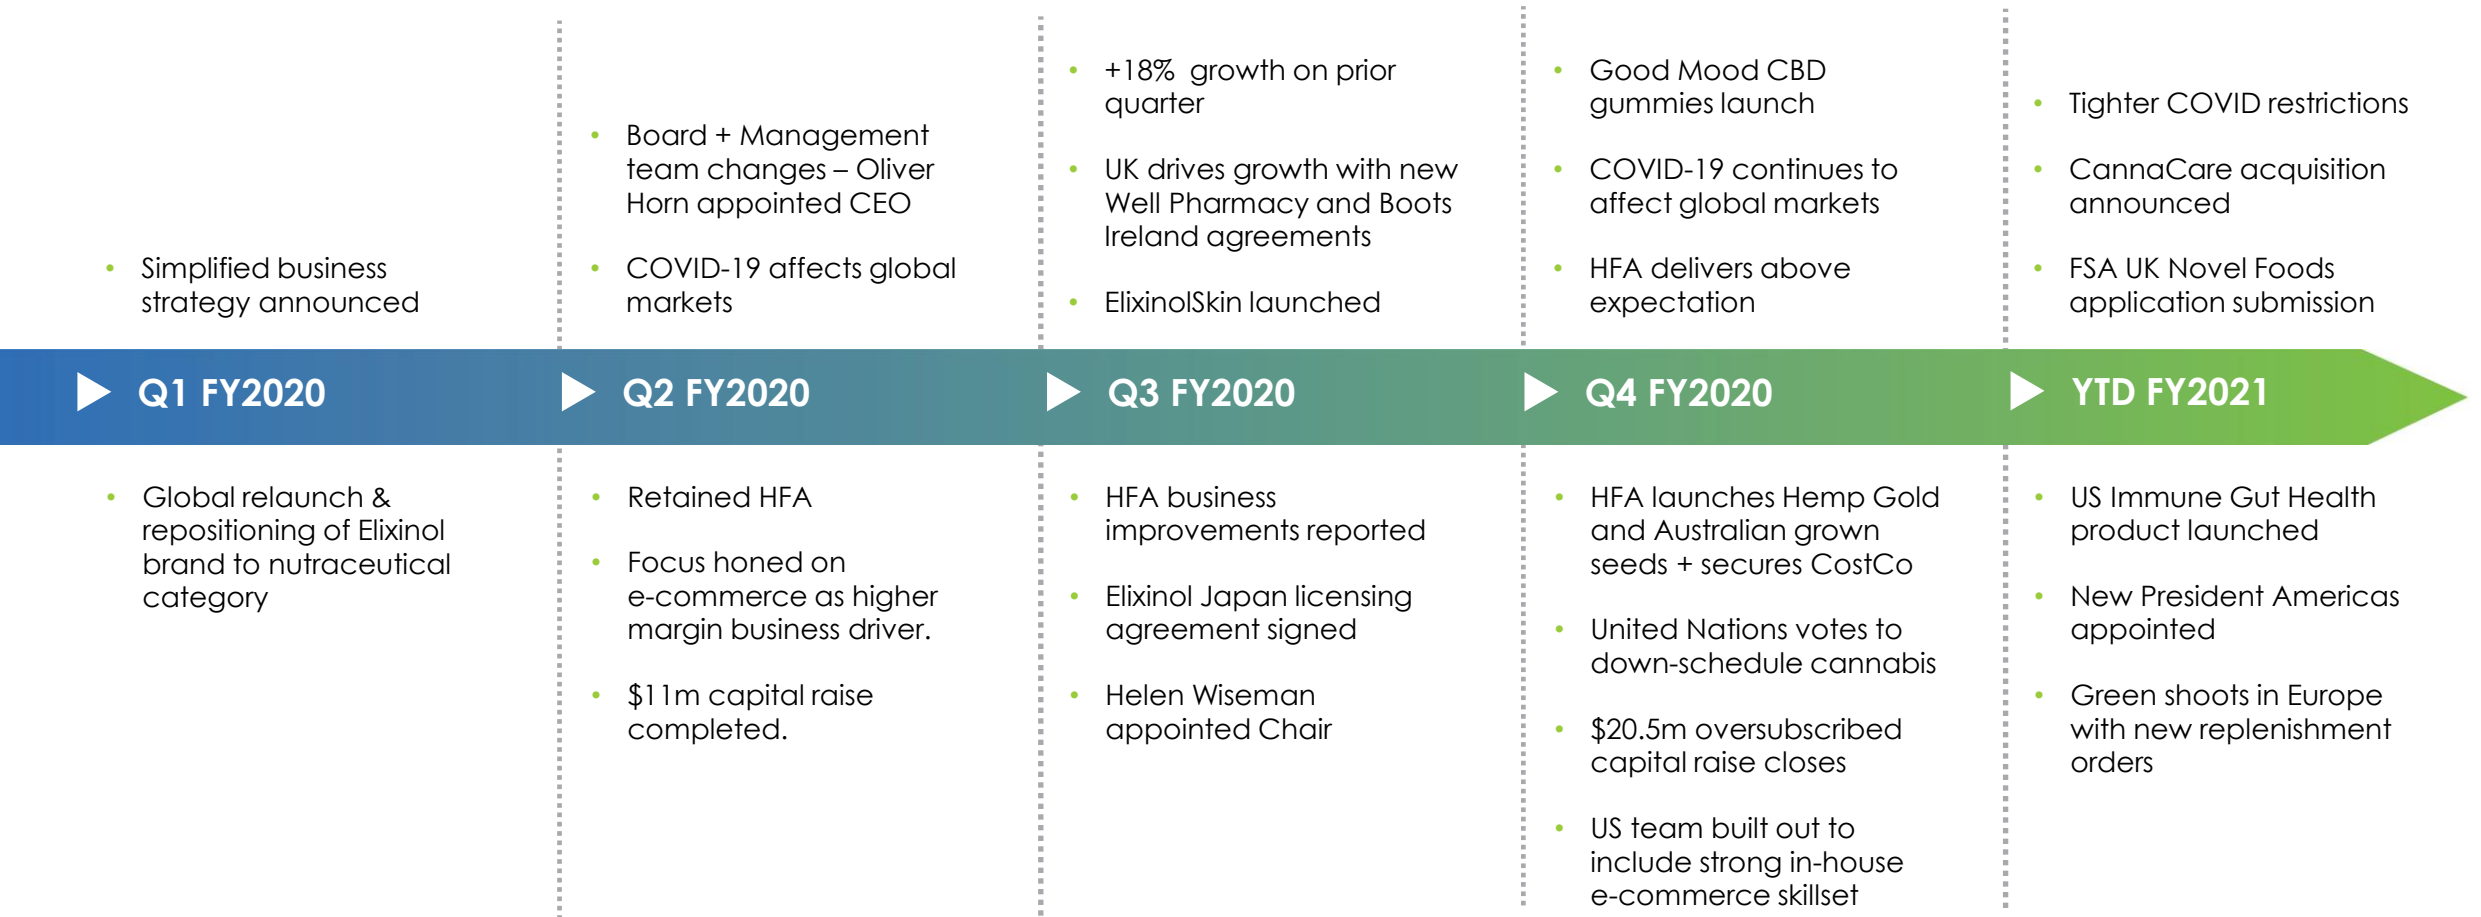 • Simplified business
strategy announced
• Board + Management
team changes – Oliver
Horn appointed CEO
• COVID-19 affects global
markets
• +18% growth on prior
quarter
• UK drives growth with new
Well Pharmacy and Boots
Ireland agreements
• ElixinolSkin launched
• Good Mood CBD
gummies launch
• COVID-19 continues to
affect global markets
• HFA delivers above
expectation
• Tighter COVID restrictions
• CannaCare acquisition
announced
• FSA UK Novel Foods
application submission
Q1 FY2020
Q2 FY2020
Q3 FY2020
Q4 FY2020
YTD FY2021
• Global relaunch &
repositioning of Elixinol
brand to nutraceutical
category
• Retained HFA
• Focus honed on
e-commerce as higher
margin business driver.
• $11m capital raise
completed.
• HFA business
improvements reported
• Elixinol Japan licensing
agreement signed
• Helen Wiseman
appointed Chair
• HFA launches Hemp Gold
and Australian grown
seeds + secures CostCo
• United Nations votes to
down-schedule cannabis
• $20.5m oversubscribed
capital raise closes
• US team built out to
include strong in-house
e-commerce skillset
• US Immune Gut Health
product launched
• New President Americas
appointed
• Green shoots in Europe
with new replenishment
orders